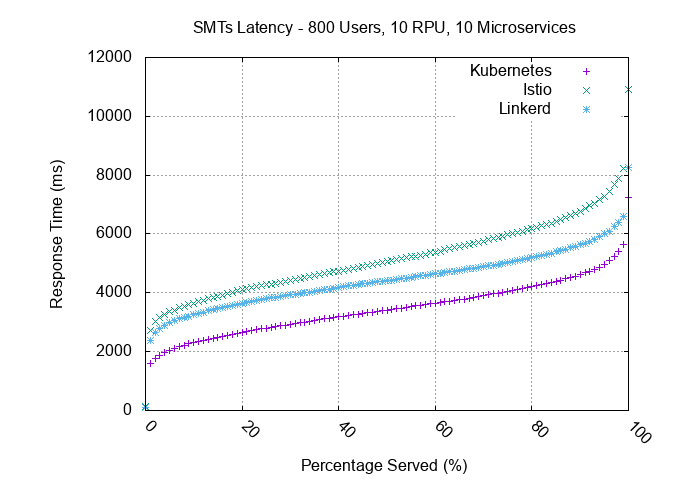 SMTs Latency - 800 Users, 10 RPU, 10 Microservices
12000
10000
8000
6000
4000
2000
0
Response Time (ms)
Kubernetes
Istio
Linkerd
0
20
40
60
80
100
Percentage Served (%)